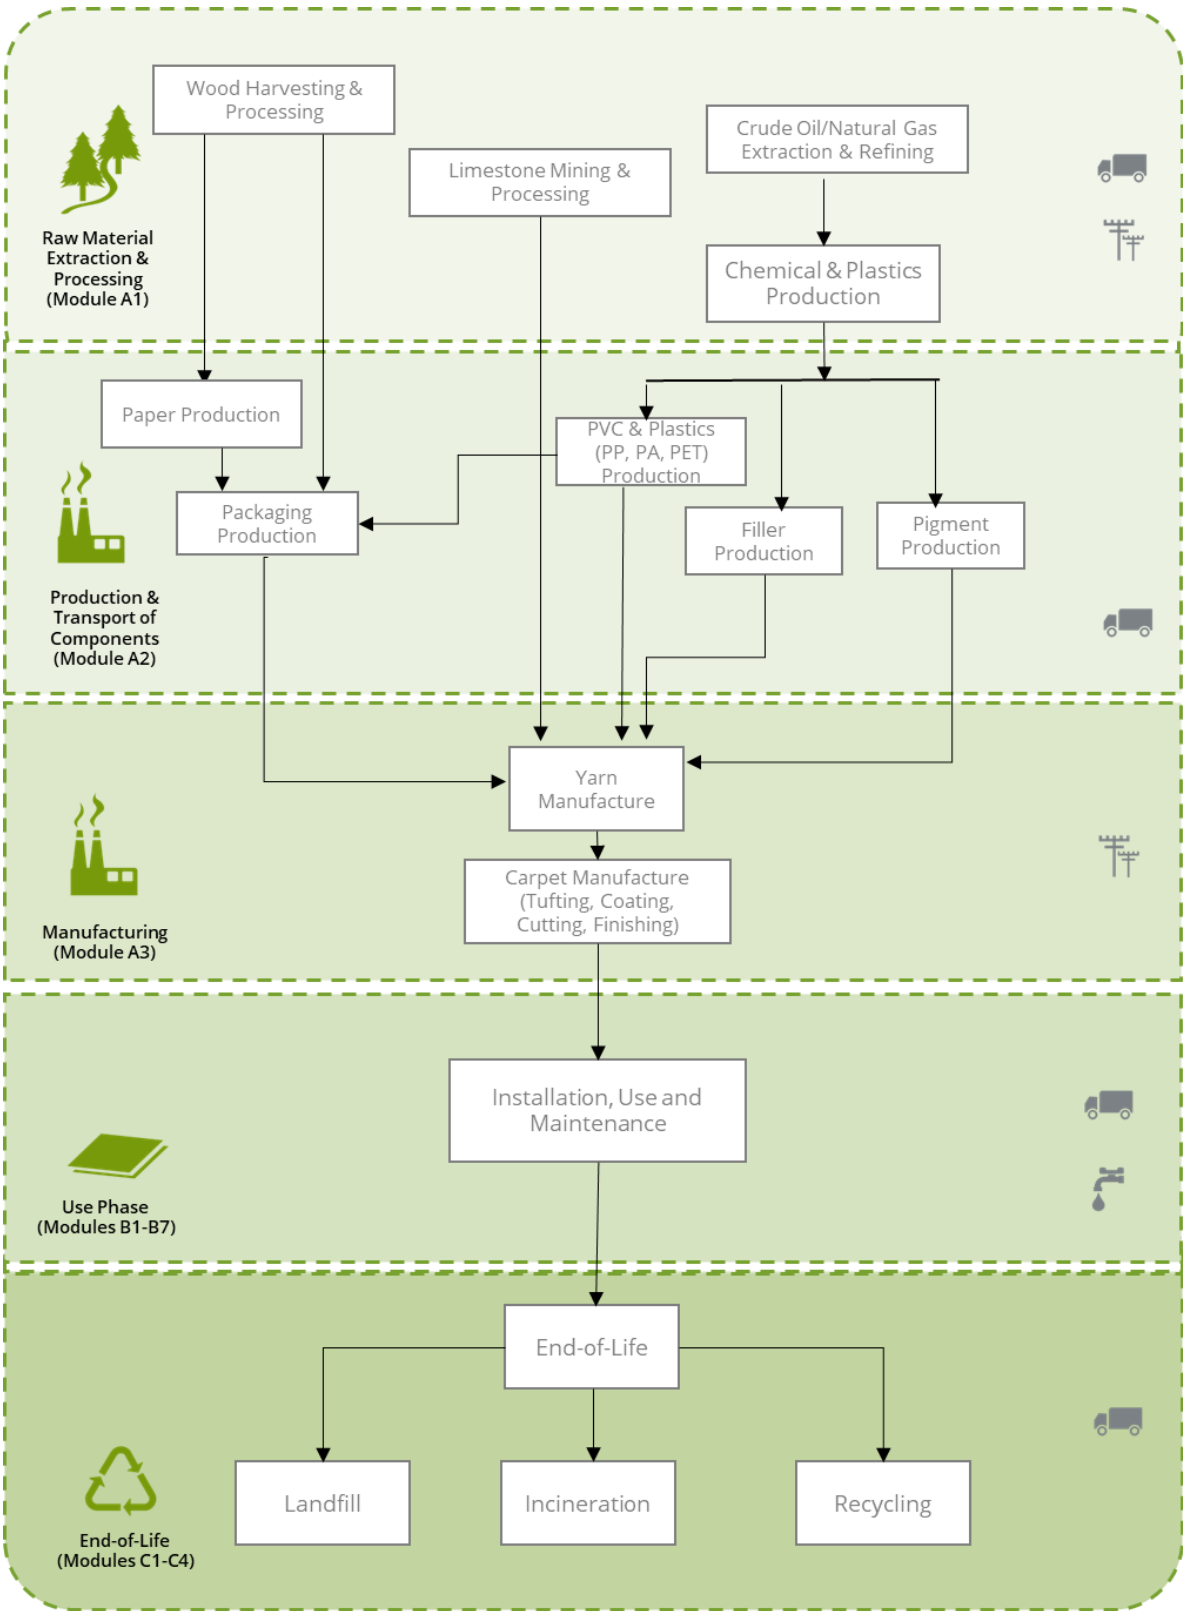 Wood Harvesting &
Processing
Crude Oil/Natural Gas
Extraction & Refining
Limestone Mining &
Processing
Raw Material
Extraction &
Processing
(Module A1)
Chemical & Plastics
Production
Paper Production
PVC & Plastics
(PP, PA, PET)
Production
Packaging
Production
Filler
Production
Pigment
Production
Production &
Transport of
Components
(Module A2)
Yarn
Manufacture
Carpet Manufacture
(Tufting, Coating,
Cutting, Finishing)
Manufacturing
(Module A3)
Installation, Use and
Maintenance
Use Phase
(Modules B1-B7)
End-of-Life
Landfill
Incineration
Recycling
End-of-Life
(Modules C1-C4)